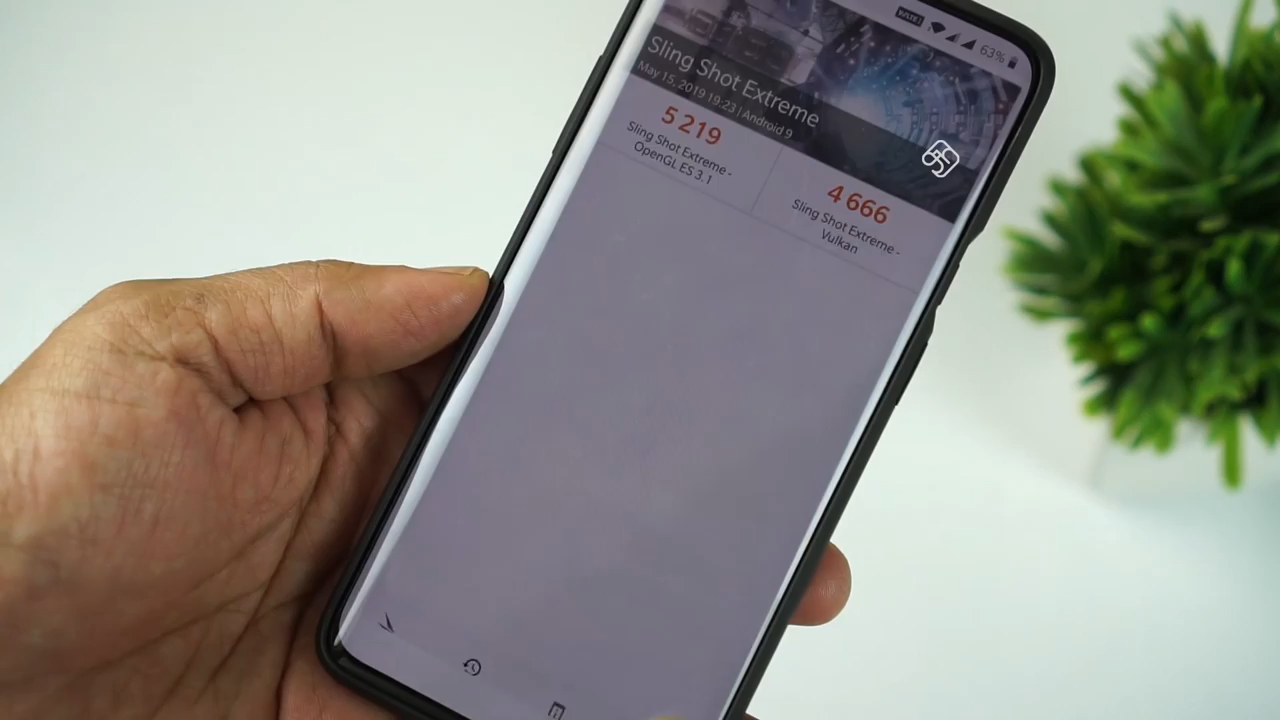 VoLTE
63%
Sling Shot Extreme
May 15, 2019 19:23 | Android 9
5 219
Sling Shot Extreme -
OpenGL ES 3.1
4 666
Sling Shot Extreme -
Vulkan